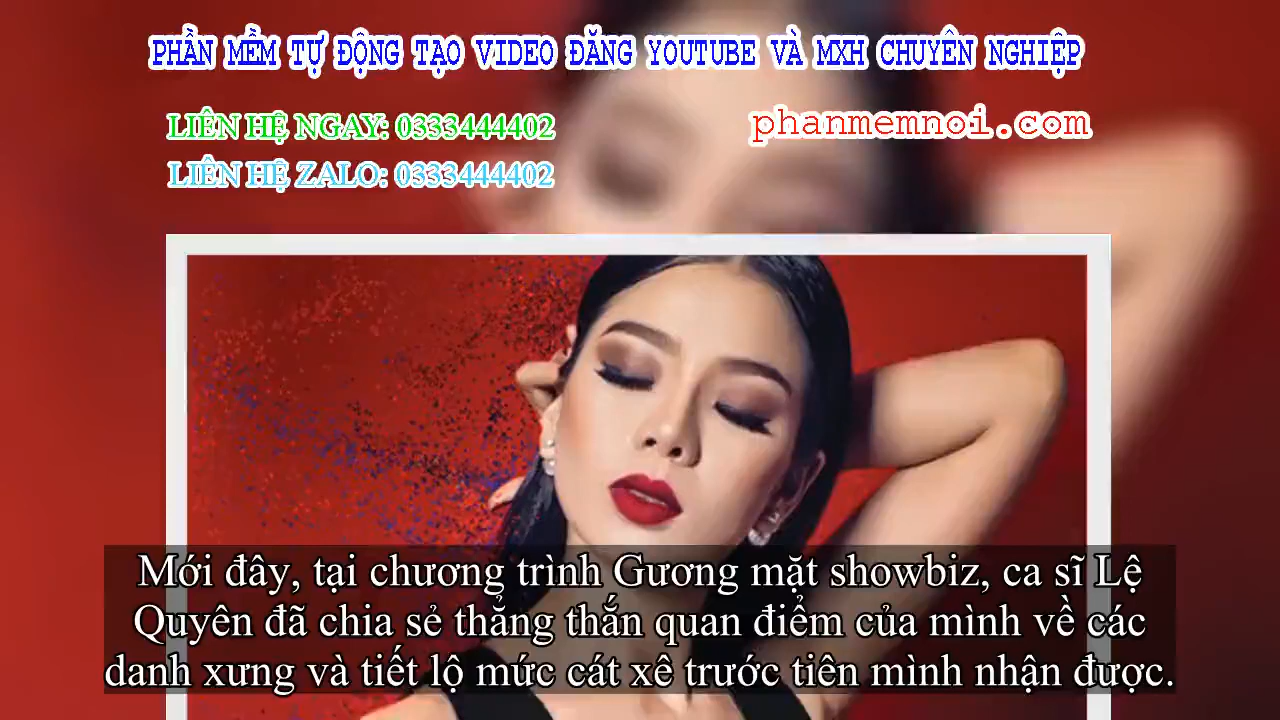 PHẦN MỀM TỰ ĐỘNG TẠO VIDEO ĐĂNG YOUTUBE VÀ MXH CHUYÊN NGHIỆP
LIÊN HỆ NGAY: 0333444402
phanmemnoi.com
LIÊN HỆ ZALO: 0333444402
Mới đây, tại chương trình Gương mặt showbiz, ca sĩ Lệ
Quyên đã chia sẻ thẳng thắn quan điểm của mình về các
danh xưng và tiết lộ mức cát xê trước tiên mình nhận được.